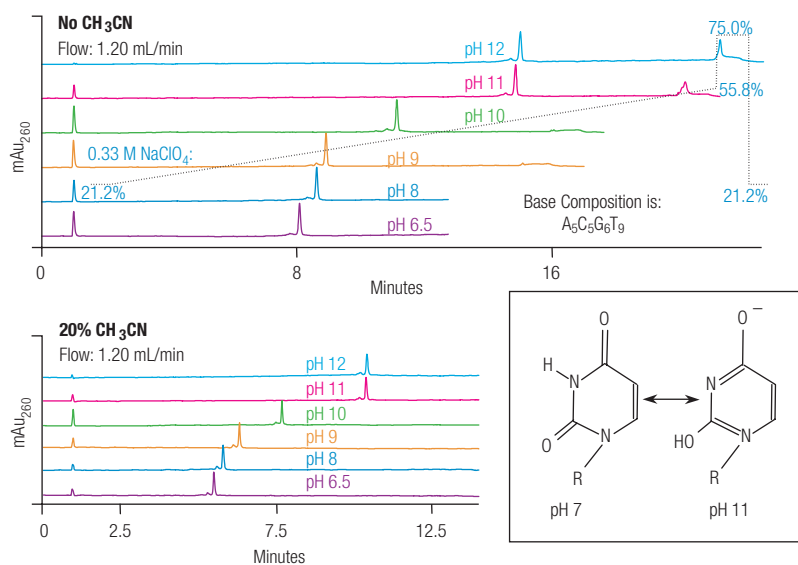 No CH3CN
Flow: 1.20 mL/min
75.0%
pH 12
pH 11
55.8%
pH 10
0.33 M NaClO4:
pH 9
21.2%
pH 8
Base Composition is:
A5C5G6T9
21.2%
pH 6.5
mAu260
0
8
16
Minutes
20% CH3CN
Flow: 1.20 mL/min
pH 12
pH 11
pH 10
pH 9
pH 8
pH 6.5
mAu260
0
2.5
7.5
12.5
Minutes
O
H
N
O
N
R
pH 7
O−
N
HO
N
R
pH 11